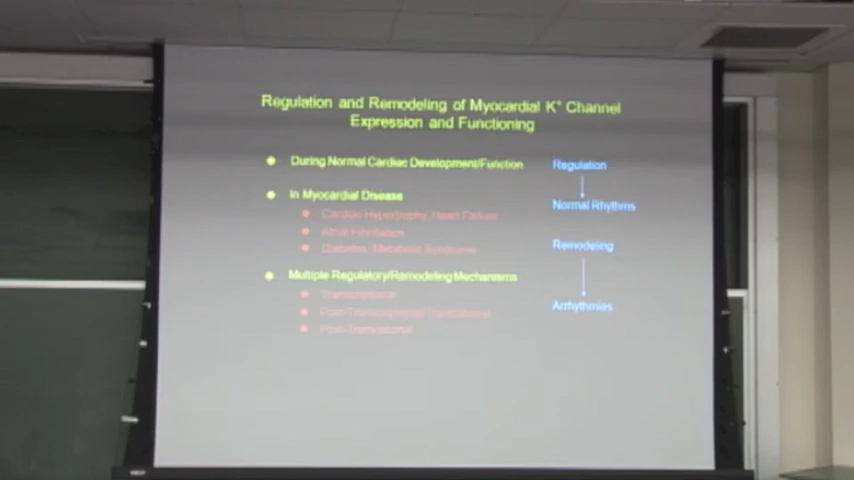 Regulation and Remodeling of Myocardial K⁺ Channel
Expression and Functioning
During Normal Cardiac Development/Function
In Myocardial Disease
Cardiac Hypertrophy, Heart Failure
Atrial Fibrillation
Diabetes, Metabolic Syndrome
Multiple Regulatory/Remodeling Mechanisms
Transcriptional
Post-Transcriptional/Translational
Post-Translational
Regulation
Normal Rhythms
Remodeling
Arrhythmias